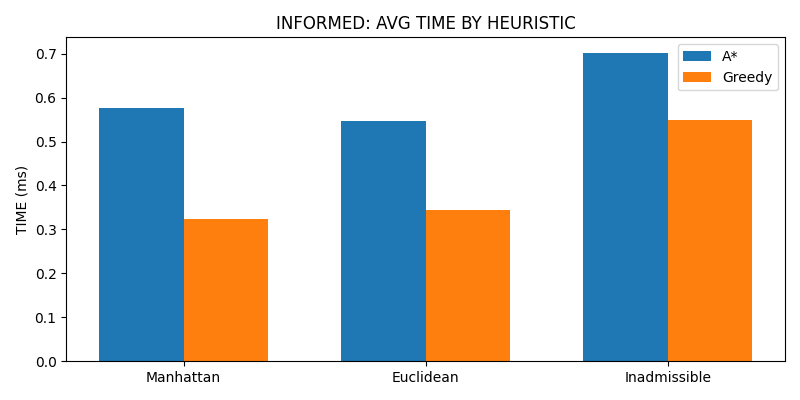 INFORMED: AVG TIME BY HEURISTIC
A*
Greedy
TIME (ms)
0.7
0.6
0.5
0.4
0.3
0.2
0.1
0.0
Manhattan
Euclidean
Inadmissible